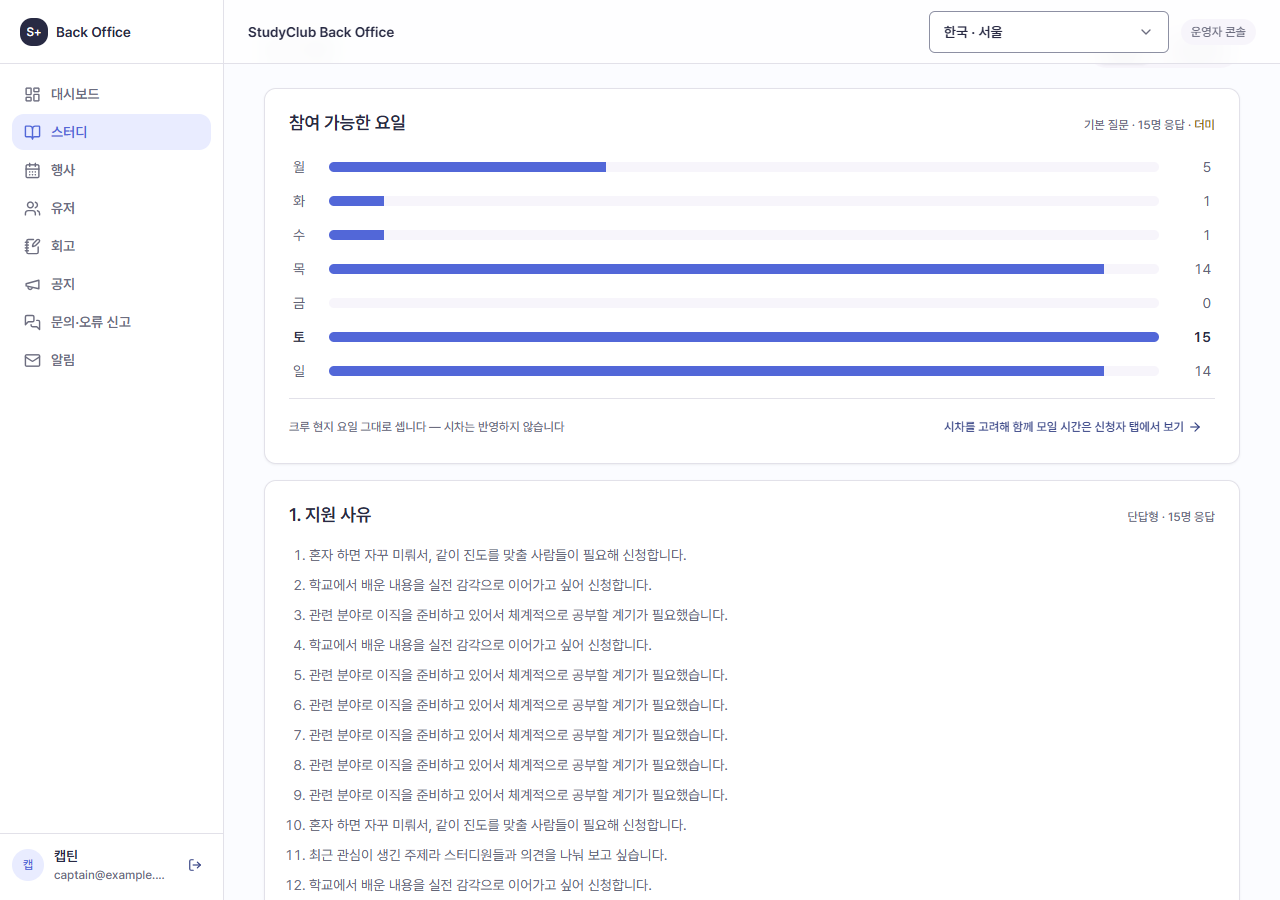 S+ Back Office
StudyClub Back Office
한국 · 서울
운영자 콘솔
대시보드
스터디
행사
유저
회고
공지
문의·오류 신고
알림
캡
캡틴
captain@example....
참여 가능한 요일
기본 질문 · 15명 응답 · 더미
월 5
화 1
수 1
목 14
금 0
토 15
일 14
크루 현지 요일 그대로 셉니다 — 시차는 반영하지 않습니다
시차를 고려해 함께 모일 시간은 신청자 탭에서 보기 →
1. 지원 사유
단답형 · 15명 응답
1. 혼자 하면 자꾸 미뤄서, 같이 진도를 맞출 사람들이 필요해 신청합니다.
2. 학교에서 배운 내용을 실전 감각으로 이어가고 싶어 신청합니다.
3. 관련 분야로 이직을 준비하고 있어서 체계적으로 공부할 계기가 필요했습니다.
4. 학교에서 배운 내용을 실전 감각으로 이어가고 싶어 신청합니다.
5. 관련 분야로 이직을 준비하고 있어서 체계적으로 공부할 계기가 필요했습니다.
6. 관련 분야로 이직을 준비하고 있어서 체계적으로 공부할 계기가 필요했습니다.
7. 관련 분야로 이직을 준비하고 있어서 체계적으로 공부할 계기가 필요했습니다.
8. 관련 분야로 이직을 준비하고 있어서 체계적으로 공부할 계기가 필요했습니다.
9. 관련 분야로 이직을 준비하고 있어서 체계적으로 공부할 계기가 필요했습니다.
10. 혼자 하면 자꾸 미뤄서, 같이 진도를 맞출 사람들이 필요해 신청합니다.
11. 최근 관심이 생긴 주제라 스터디원들과 의견을 나눠 보고 싶습니다.
12. 학교에서 배운 내용을 실전 감각으로 이어가고 싶어 신청합니다.